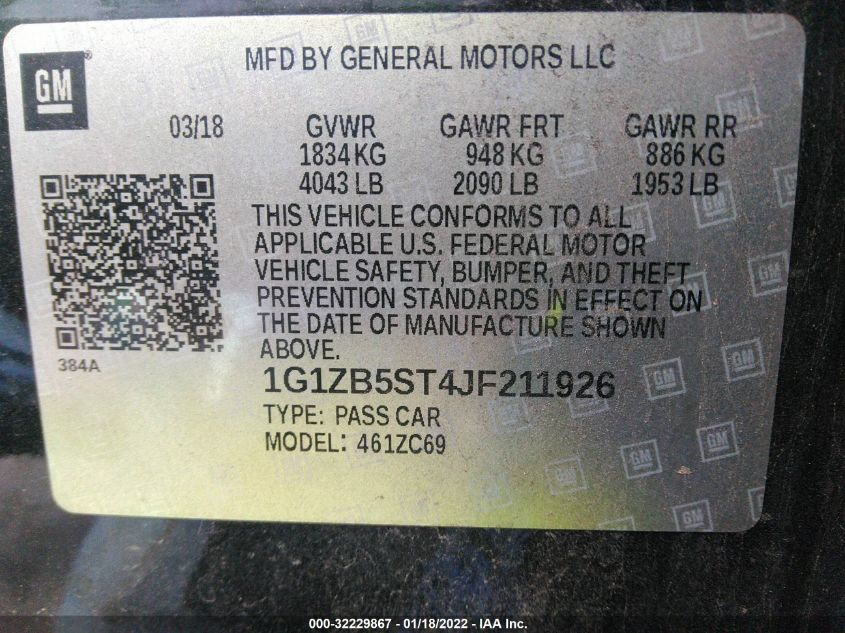 GM
MFD BY GENERAL MOTORS LLC
03/18 GVWR GAWR FRT GAWR RR
1834 KG 948 KG 886 KG
4043 LB 2090 LB 1953 LB
THIS VEHICLE CONFORMS TO ALL
APPLICABLE U.S. FEDERAL MOTOR
VEHICLE SAFETY, BUMPER, AND THEFT
PREVENTION STANDARDS IN EFFECT ON
THE DATE OF MANUFACTURE SHOWN
ABOVE.
384A
1G1ZB5ST4JF211926
TYPE: PASS CAR
MODEL: 461ZC69
000-32229867 - 01/18/2022 - IAA Inc.